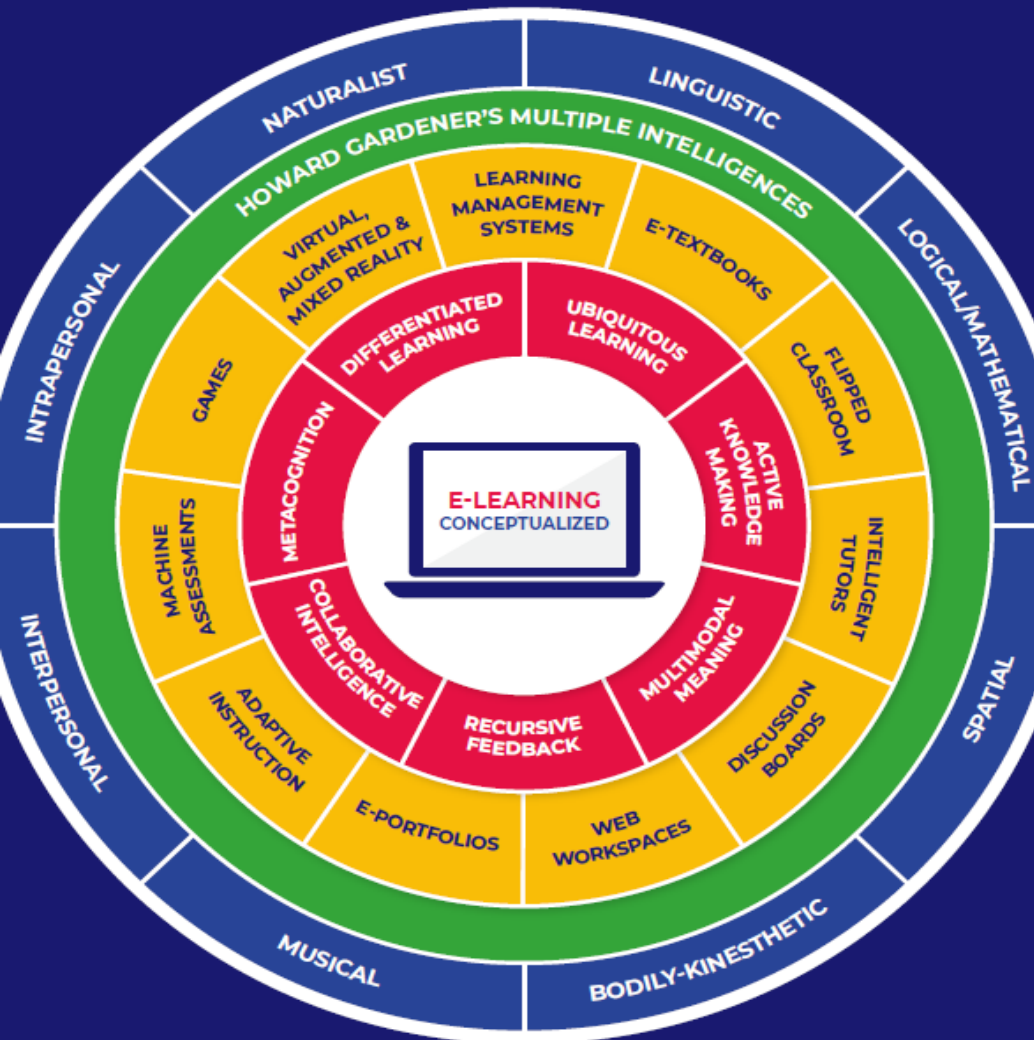 NATURALIST
LINGUISTIC
LOGICAL/MATHEMATICAL
SPATIAL
BODILY-KINESTHETIC
MUSICAL
INTERPERSONAL
INTRAPERSONAL
HOWARD GARDENER'S MULTIPLE INTELLIGENCES
LEARNING
MANAGEMENT
SYSTEMS
E-TEXTBOOKS
FLIPPED
CLASSROOM
INTELLIGENT
TUTORS
DISCUSSION
BOARDS
WEB
WORKSPACES
E-PORTFOLIOS
ADAPTIVE
INSTRUCTION
MACHINE
ASSESSMENTS
GAMES
VIRTUAL,
AUGMENTED &
MIXED REALITY
DIFFERENTIATED
LEARNING
UBIQUITOUS
LEARNING
ACTIVE
KNOWLEDGE
MAKING
MULTIMODAL
MEANING
RECURSIVE
FEEDBACK
COLLABORATIVE
INTELLIGENCE
METACOGNITION
E-LEARNING
CONCEPTUALIZED